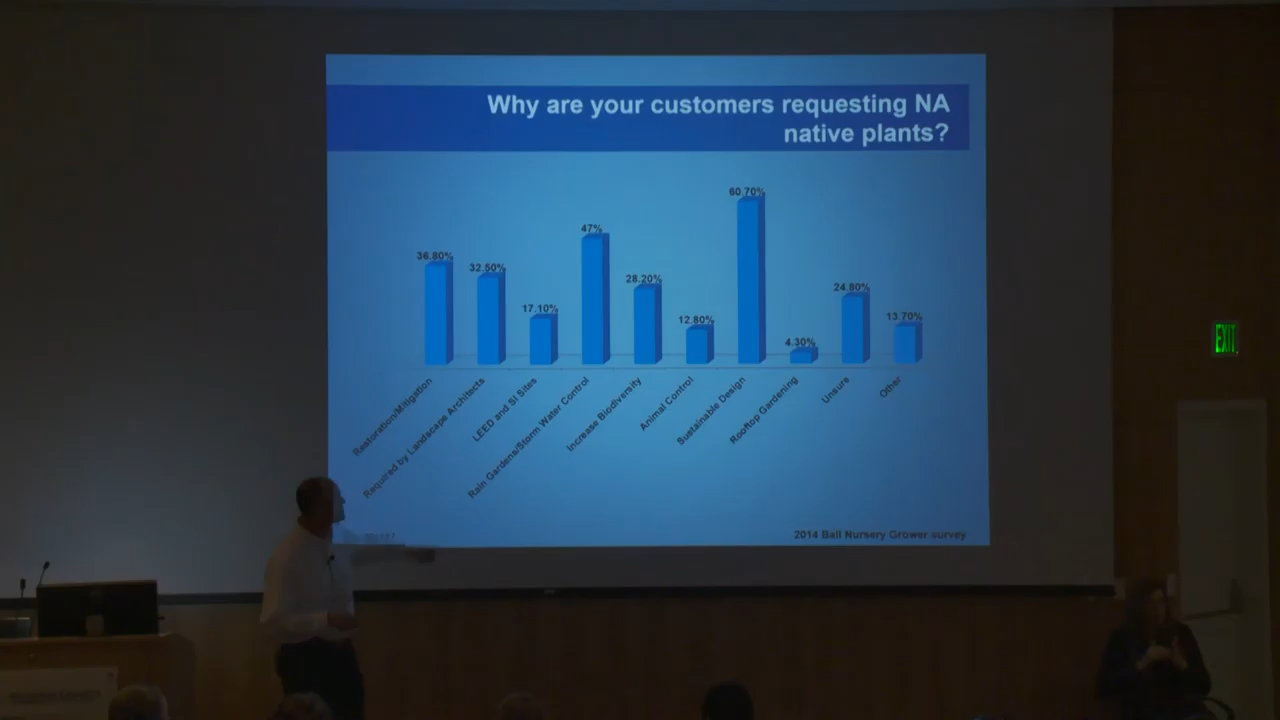 Why are your customers requesting NA
native plants?
60.70%
47%
36.80%
32.50%
28.20%
24.80%
17.10%
13.70%
12.80%
4.30%
Restoration/Mitigation
Required by Landscape Architects
LEED and SI Sites
Rain Gardens/Storm Water Control
Increase Biodiversity
Animal Control
Sustainable Design
Rooftop Gardening
Unsure
Other
2014 Ball Nursery Grower survey
EXIT